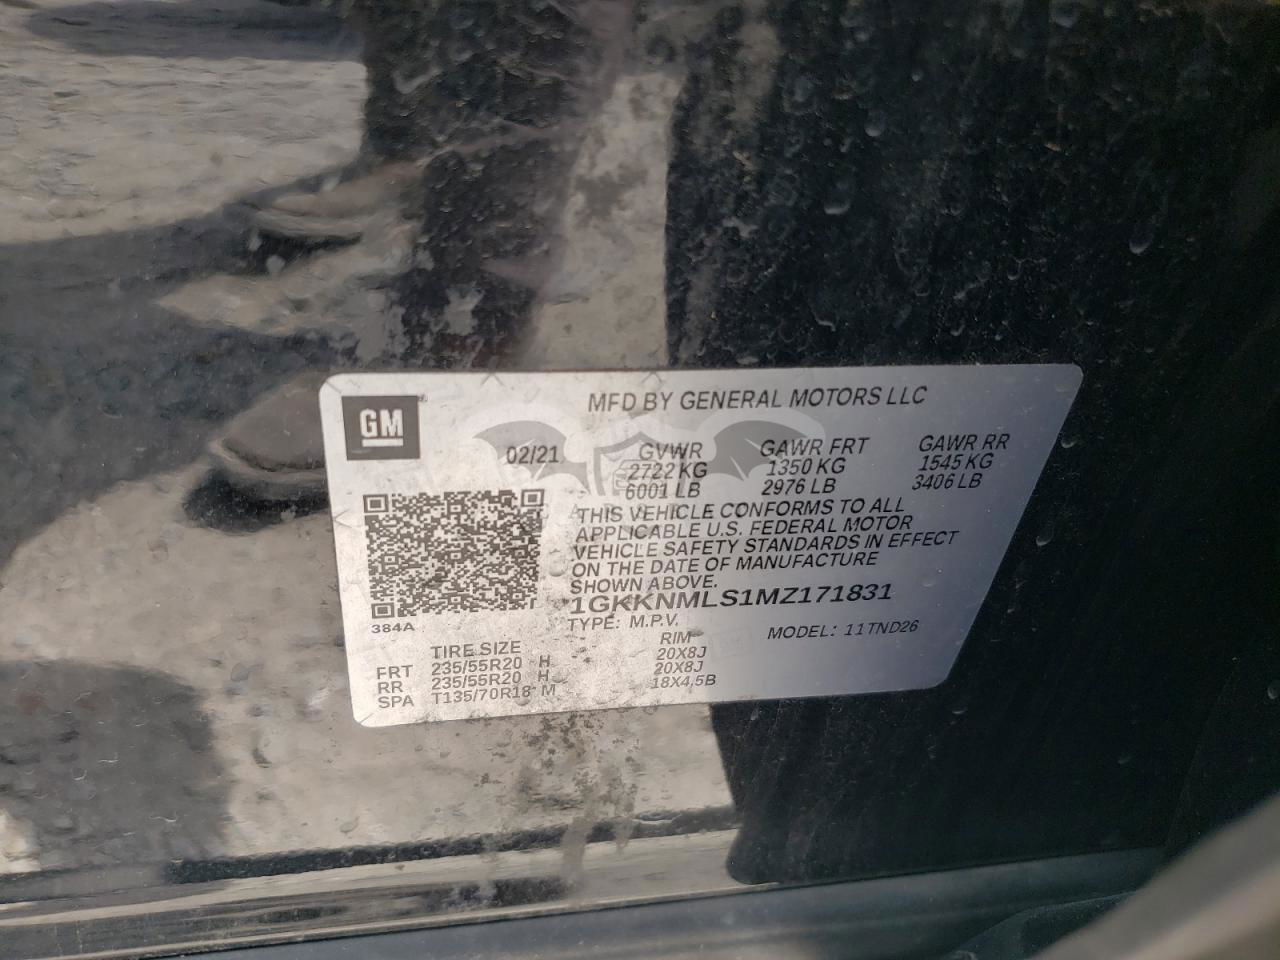 MFD BY GENERAL MOTORS LLC
GM
02/21 GVWR GAWR FRT GAWR RR
2722 KG 1350 KG 1545 KG
6001 LB 2976 LB 3406 LB
THIS VEHICLE CONFORMS TO ALL
APPLICABLE U.S. FEDERAL MOTOR
VEHICLE SAFETY STANDARDS IN EFFECT
ON THE DATE OF MANUFACTURE
SHOWN ABOVE.
1GKKNMLS1MZ171831
384A
TYPE: M.P.V. MODEL: 11TND26
TIRE SIZE RIM
FRT 235/55R20 H 20X8J
RR 235/55R20 H 20X8J
SPA T135/70R18 M 18X4,5B